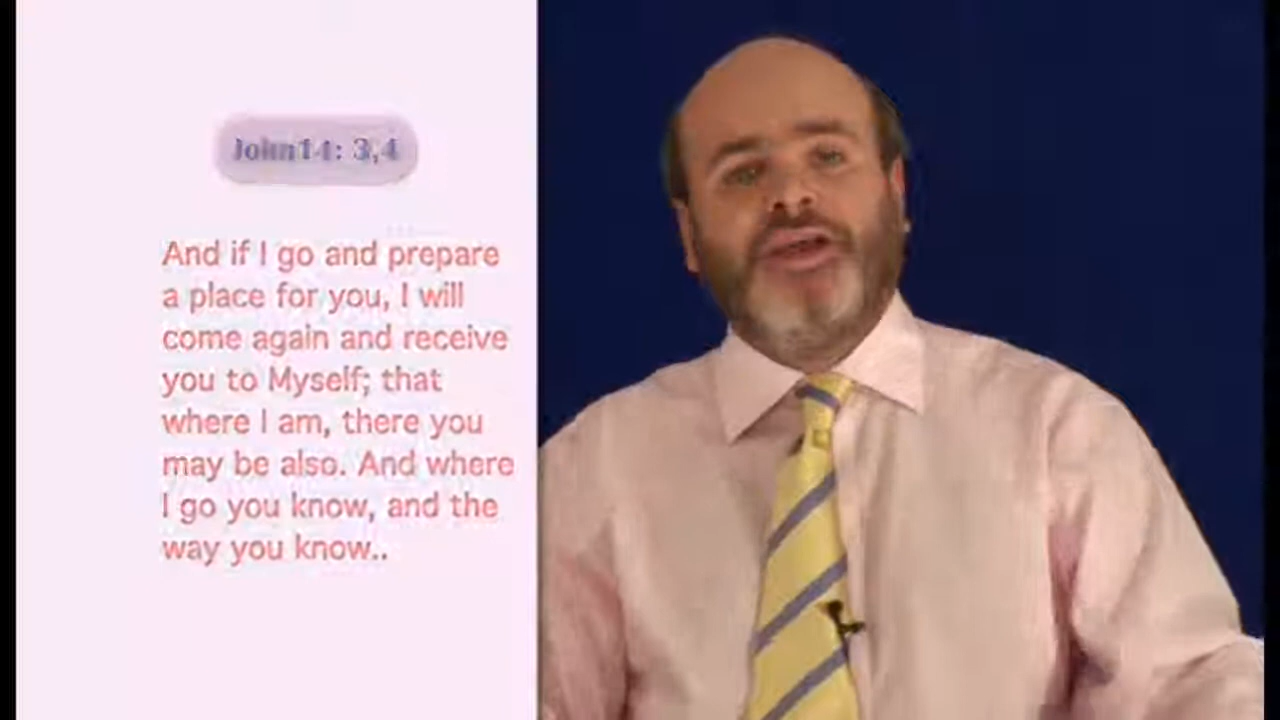 John14: 3,4
And if I go and prepare
a place for you, I will
come again and receive
you to Myself; that
where I am, there you
may be also. And where
I go you know, and the
way you know..